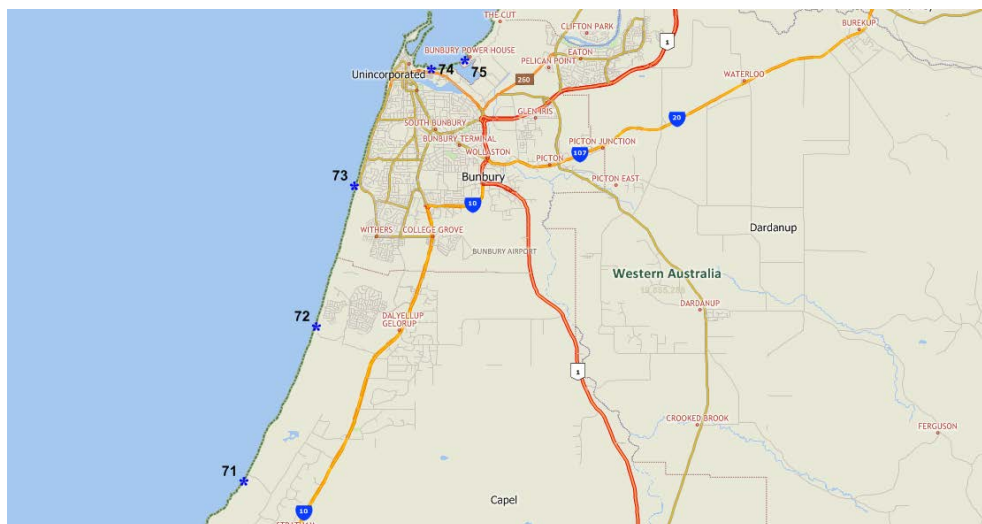 THE CUT
BUREKUP
CLIFTON PARK
1
BUNBURY POWER HOUSE
EATON
74
75
PELICAN POINT
Unincorporated
260
WATERLOO
GLEN IRIS
20
SOUTH BUNBURY
BUNBURY TERMINAL
PICTON JUNCTION
WOLLASTON
107
PICTON
73
Bunbury
PICTON EAST
10
Dardanup
WITHERS
COLLEGE GROVE
BUNBURY AIRPORT
Western Australia
DARDANUP
72
DALYELLUP
GELORUP
1
CROOKED BROOK
FERGUSON
71
Capel
10